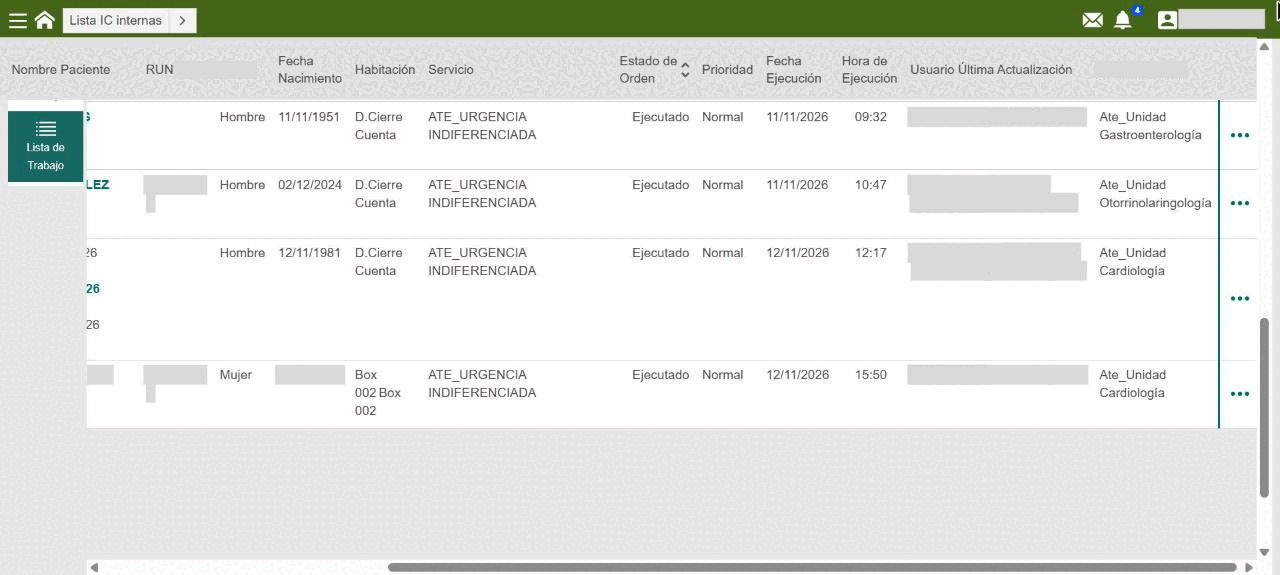 Lista IC internas
4
Nombre Paciente RUN Fecha Nacimiento Habitación Servicio Estado de Orden Prioridad Fecha Ejecución Hora de Ejecución Usuario Última Actualización
Lista de
Trabajo
Hombre 11/11/1951 D.Cierre ATE_URGENCIA Ejecutado Normal 11/11/2026 09:32 Ate_Unidad
Cuenta INDIFERENCIADA Gastroenterología
LEZ Hombre 02/12/2024 D.Cierre ATE_URGENCIA Ejecutado Normal 11/11/2026 10:47 Ate_Unidad
Cuenta INDIFERENCIADA Otorrinolaringología
26 Hombre 12/11/1981 D.Cierre ATE_URGENCIA Ejecutado Normal 12/11/2026 12:17 Ate_Unidad
Cuenta INDIFERENCIADA Cardiología
26
26
Mujer Box ATE_URGENCIA Ejecutado Normal 12/11/2026 15:50 Ate_Unidad
002 Box INDIFERENCIADA Cardiología
002